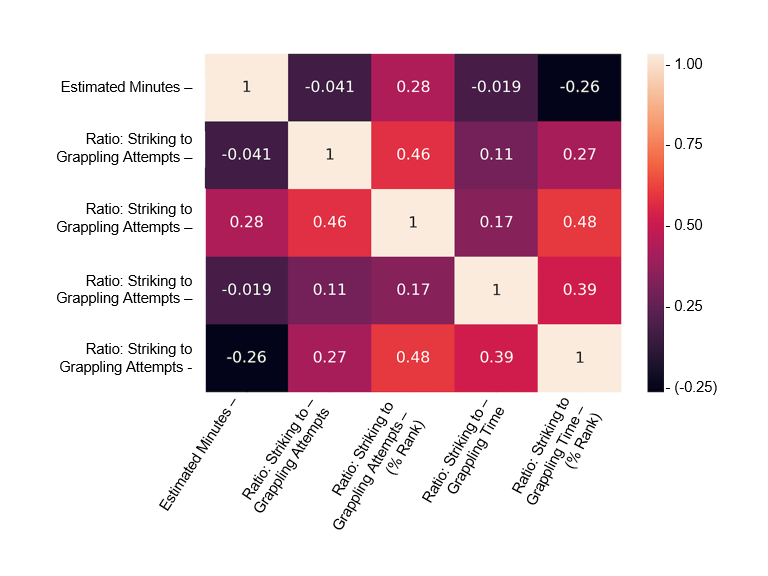 Estimated Minutes –
1
-0.041
0.28
-0.019
-0.26
1.00
Ratio: Striking to
Grappling Attempts –
-0.041
1
0.46
0.11
0.27
0.75
Ratio: Striking to
Grappling Attempts –
0.28
0.46
1
0.17
0.48
0.50
Ratio: Striking to
Grappling Attempts –
-0.019
0.11
0.17
1
0.39
0.25
Ratio: Striking to
Grappling Attempts -
-0.26
0.27
0.48
0.39
1
(-0.25)
Estimated Minutes –
Ratio: Striking to –
Grappling Attempts
Ratio: Striking to
Grappling Attempts –
(% Rank)
Ratio: Striking to –
Grappling Time
Ratio: Striking to
Grappling Time –
(% Rank)